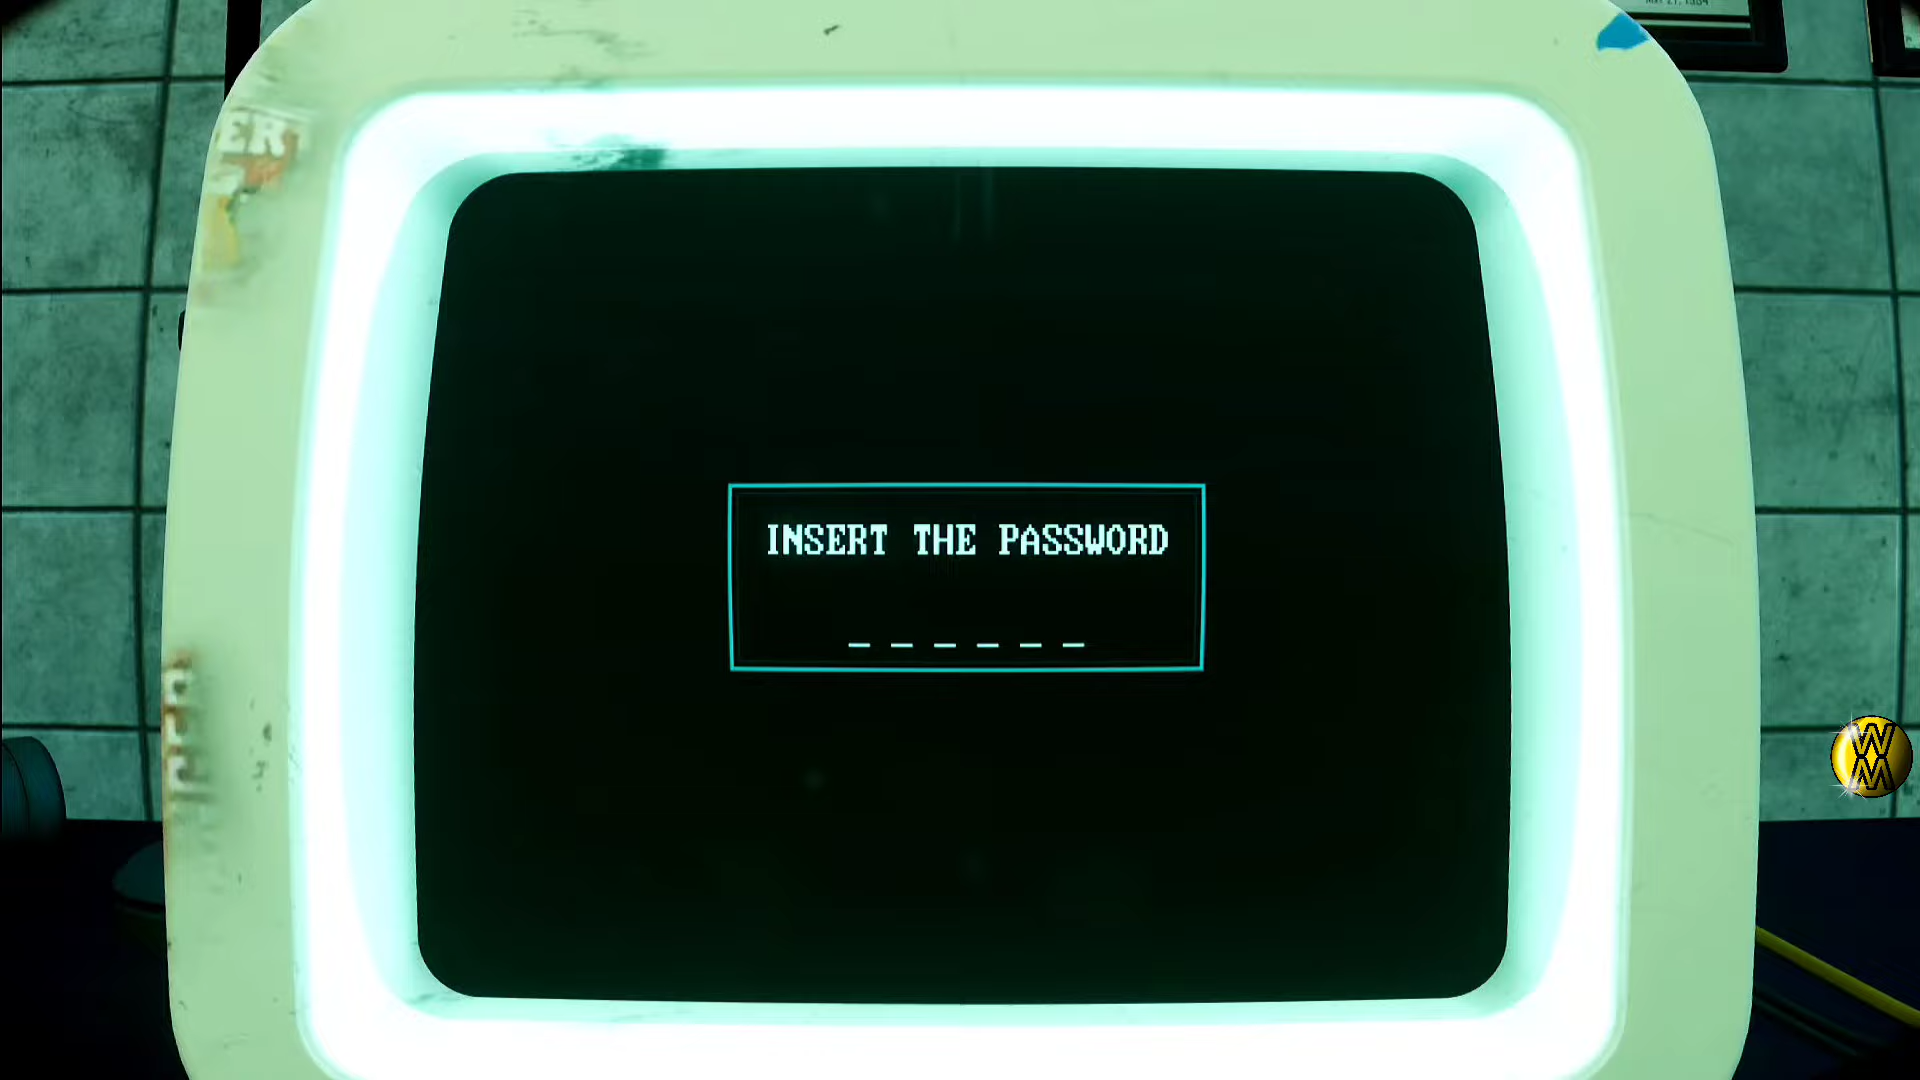 INSERT THE PASSWORD
_ _ _ _ _ _